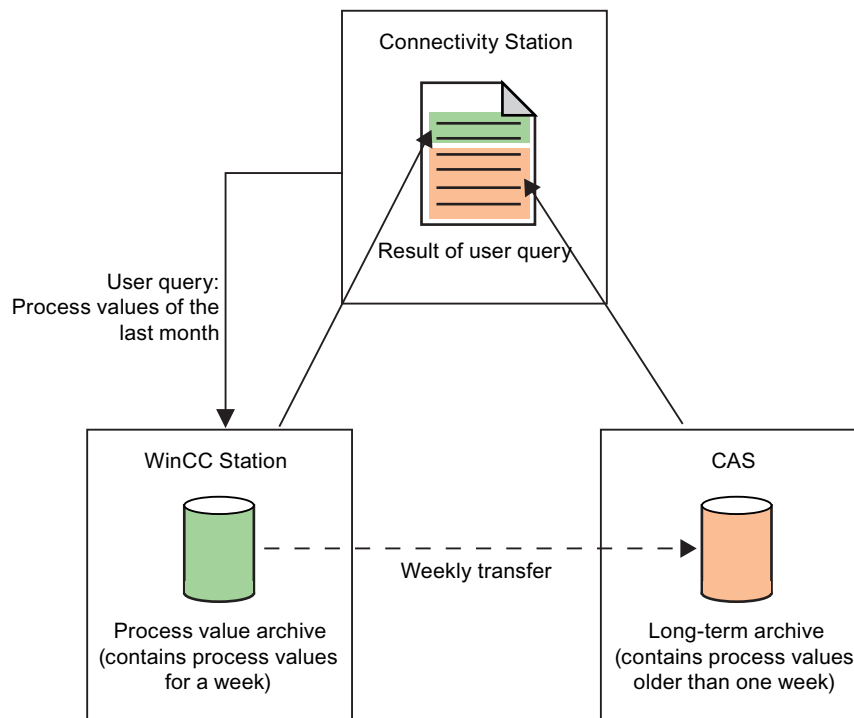 Connectivity Station
Result of user query
User query:
Process values of the
last month
WinCC Station
CAS
Weekly transfer
Process value archive
(contains process values
for a week)
Long-term archive
(contains process values
older than one week)